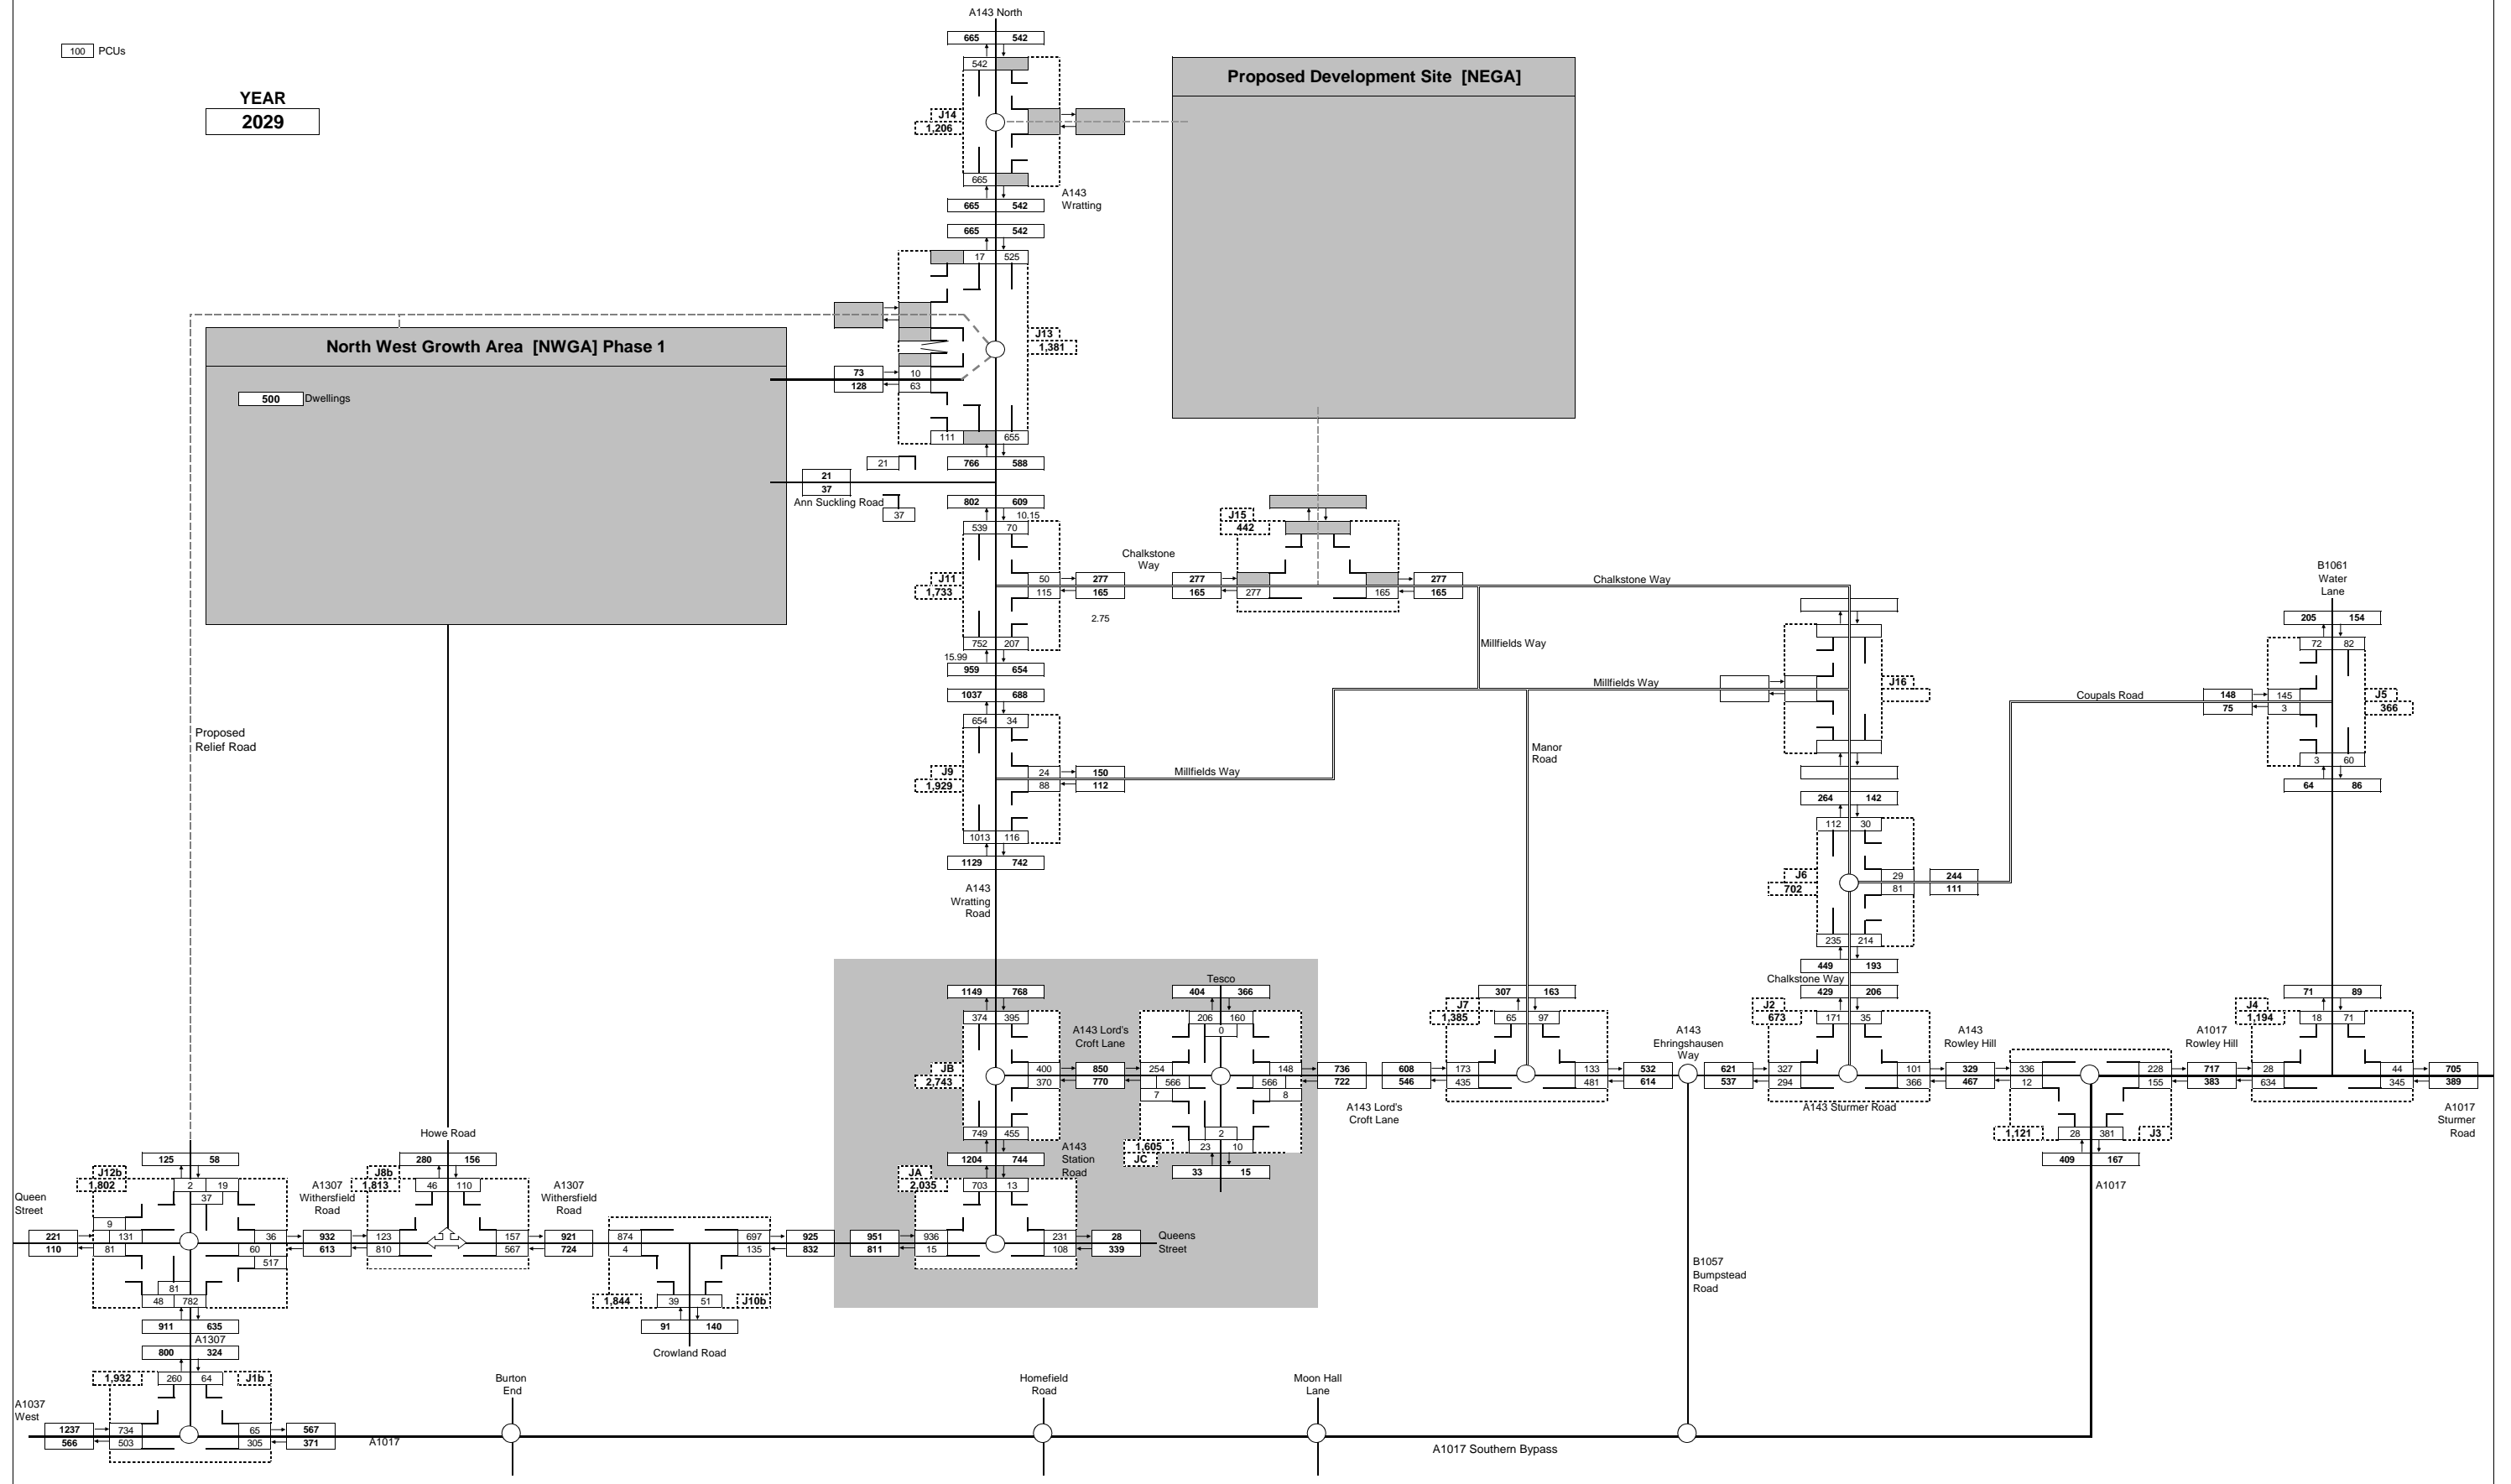 A143 North
665 542
100 PCUs
542
Proposed Development Site [NEGA]
YEAR
2029
J14
1,206
665
A143
Wratting
665 542
665 542
17 525
J13
1,381
North West Growth Area [NWGA] Phase 1
73 10
128 63
500 Dwellings
111 655
21 766 588
21
37
Ann Suckling Road
37
802 609
10.15
539 70
J15
442
Chalkstone
Way
J11
1,733
50 277
115 165
277
165
277
277
165
165
Chalkstone Way
2.75
752 207
15.99
959 654
B1061
Water
Lane
205 154
72 82
Millfields Way
1037 688
654 34
Millfields Way
J16
Coupals Road
148 145
75 3
J5
366
Proposed
Relief Road
Manor
Road
J9
1,929
24 150
88 112
Millfields Way
3 60
64 86
264 142
112 30
1013 116
1129 742
A143
Wratting
Road
J6
702
29 244
81 111
235 214
449 193
Chalkstone Way
Tesco
1149 768
404 366
307 163
429 206
71 89
374 395
A143 Lord's
Croft Lane
206 160
0
J7
1,385
65 97
A143
Ehringshausen
Way
J2
673
171 35
A143
Rowley Hill
A1017
Rowley Hill
J4
1,194
18 71
JB
2,743
400 850 254
370 770 566
7
148 736
566 722
8
608 173
546 435
133 532
481 614
621 327
537 294
101 329
366 467
336
12
228 717
155 383
28
634
44 705
345 389
A143 Lord's
Croft Lane
A143 Sturmer Road
A1017
Sturmer
Road
749 455
2
23 10
1,605
JC
1,121
28 381
J3
Howe Road
1204 744
A143
Station
Road
33 15
409 167
A1017
125 58
280 156
J12b
1,802
2 19
37
A1307
Withersfield
Road
J8b
1,813
46 110
A1307
Withersfield
Road
JA
2,035
703 13
Queen
Street
9
221 131
110 81
36 932 123
60 613 810
517
157 921
567 724
874
4
697 925
135 832
951 936
811 15
231 28
108 339
Queens
Street
B1057
Bumpstead
Road
81
48 782
1,844
39 51
J10b
911 635
A1307
91 140
Crowland Road
800 324
1,932
260 64
J1b
Burton
End
Homefield
Road
Moon Hall
Lane
A1037
West
1237 734
566 503
65 567
305 371
A1017
A1017 Southern Bypass